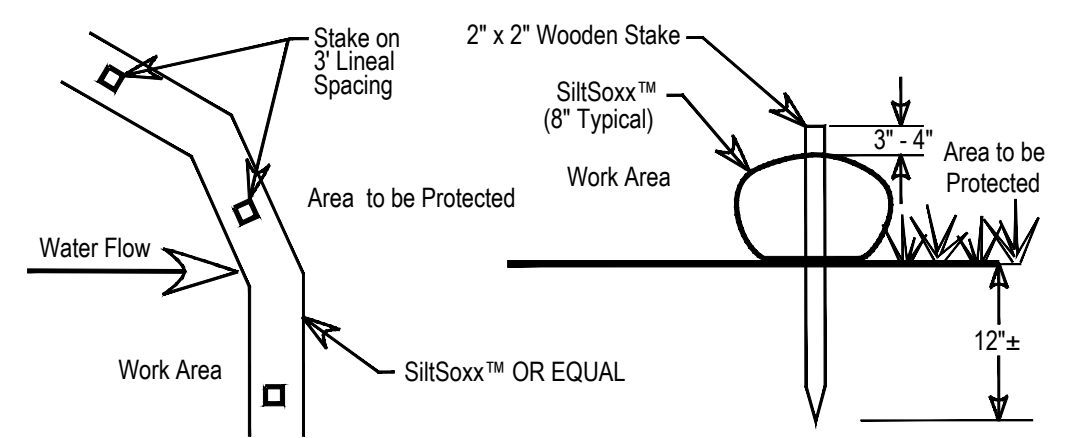 Stake on
3' Lineal
Spacing
Area to be Protected
Water Flow
Work Area
SiltSoxx™ OR EQUAL
2" x 2" Wooden Stake
SiltSoxx™
(8" Typical)
Work Area
3" - 4"
Area to be
Protected
12"±